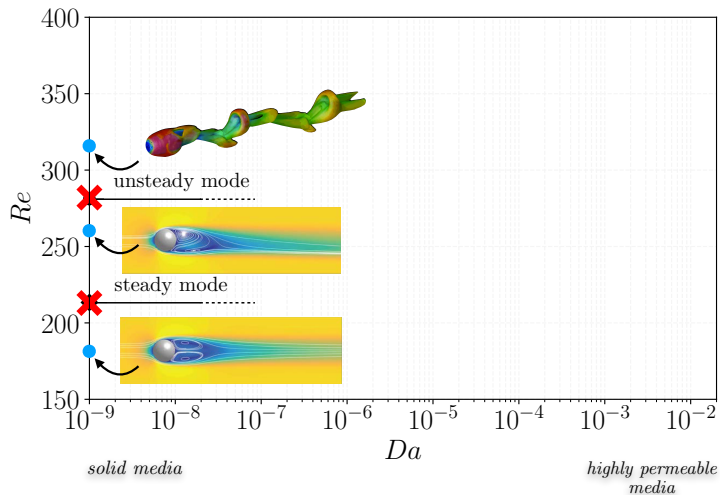 400
350
300
250
200
150
Re
unsteady mode
steady mode
10⁻⁹
10⁻⁸
10⁻⁷
10⁻⁶
10⁻⁵
10⁻⁴
10⁻³
10⁻²
Da
solid media
highly permeable
media